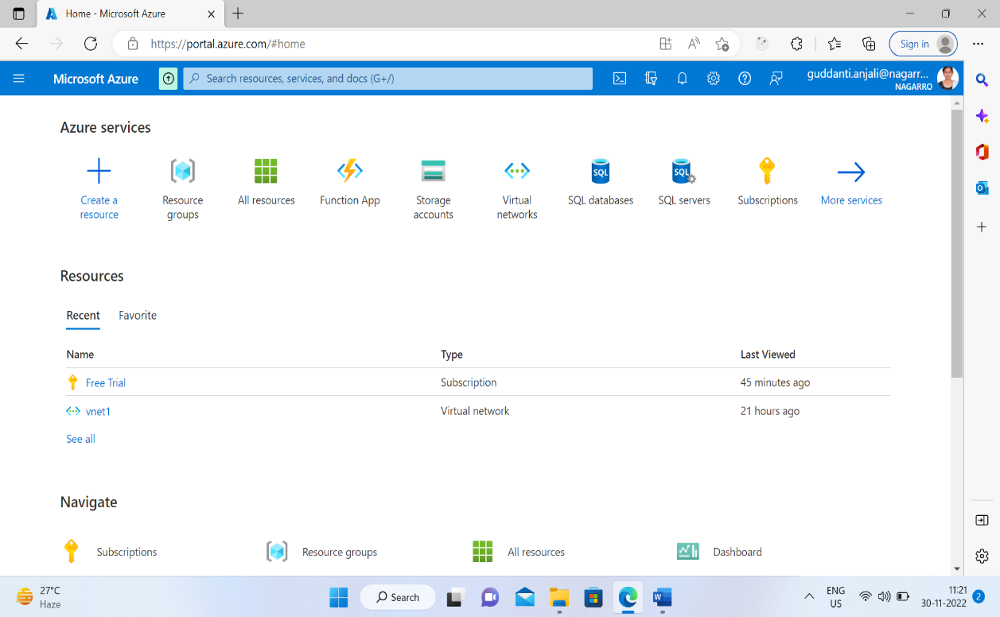 Home - Microsoft Azure
https://portal.azure.com/#home
Sign in
Microsoft Azure
Search resources, services, and docs (G+/)
guddanti.anjali@nagarr...
NAGARRO
Azure services
Create a resource
Resource groups
All resources
Function App
Storage accounts
Virtual networks
SQL databases
SQL servers
Subscriptions
More services
Resources
Recent Favorite
Name Type Last Viewed
Free Trial Subscription 45 minutes ago
vnet1 Virtual network 21 hours ago
See all
Navigate
Subscriptions Resource groups All resources Dashboard
27°C
Haze
Search
ENG
US
11:21
30-11-2022
2